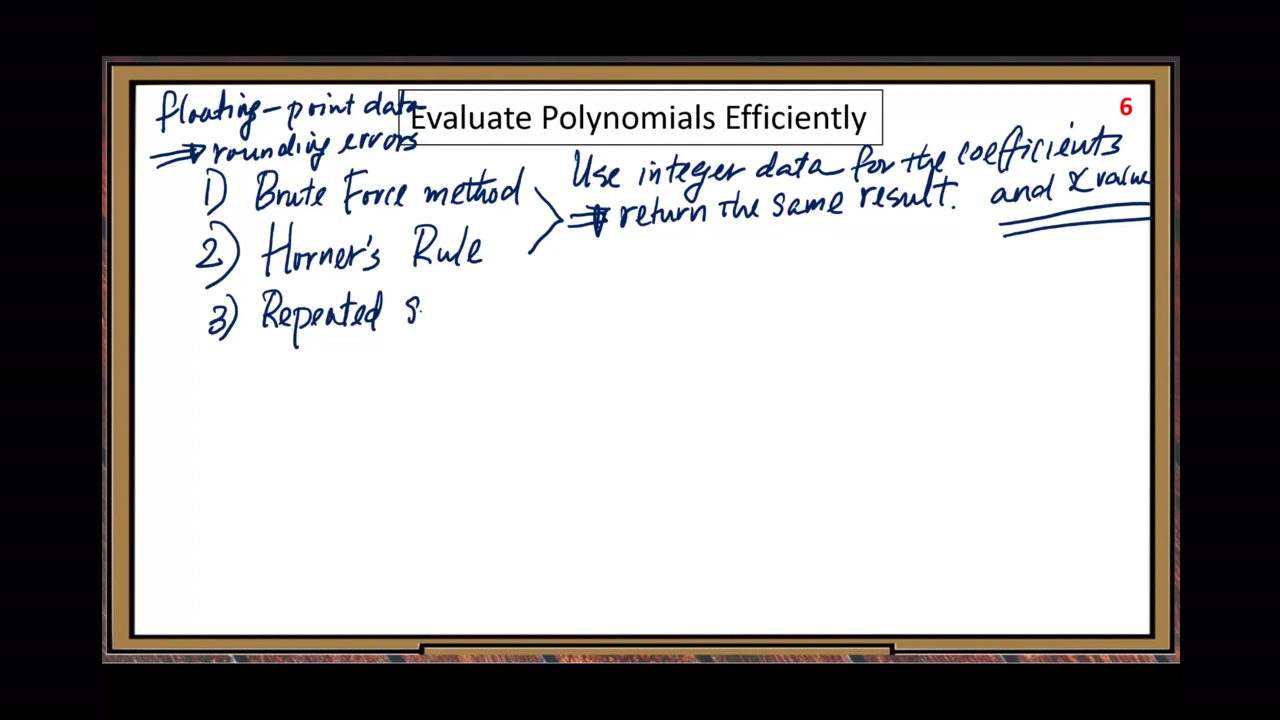 floating-point data
⇒ rounding errors
Evaluate Polynomials Efficiently
6
1) Brute Force method
2) Horner's Rule
Use integer data for the coefficients
and x value
⇒ return the same result.
3) Repeated s